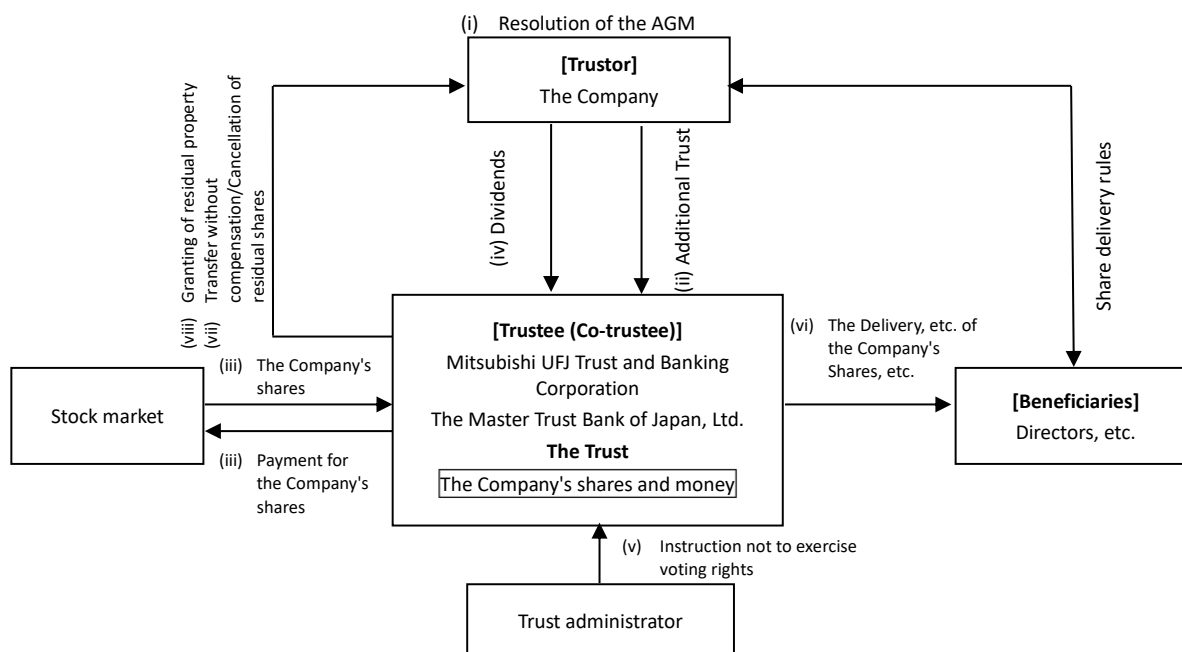 (i) Resolution of the AGM
[Trustor]
The Company
(viii) Granting of residual property
(vii) Transfer without
compensation/Cancellation of
residual shares
(iv) Dividends
(ii) Additional Trust
Share delivery rules
[Trustee (Co-trustee)]
Mitsubishi UFJ Trust and Banking
Corporation
The Master Trust Bank of Japan, Ltd.
The Trust
The Company's shares and money
(iii) The Company's
shares
Stock market
(iii) Payment for
the Company's
shares
(vi) The Delivery, etc. of
the Company's
Shares, etc.
[Beneficiaries]
Directors, etc.
(v) Instruction not to exercise
voting rights
Trust administrator